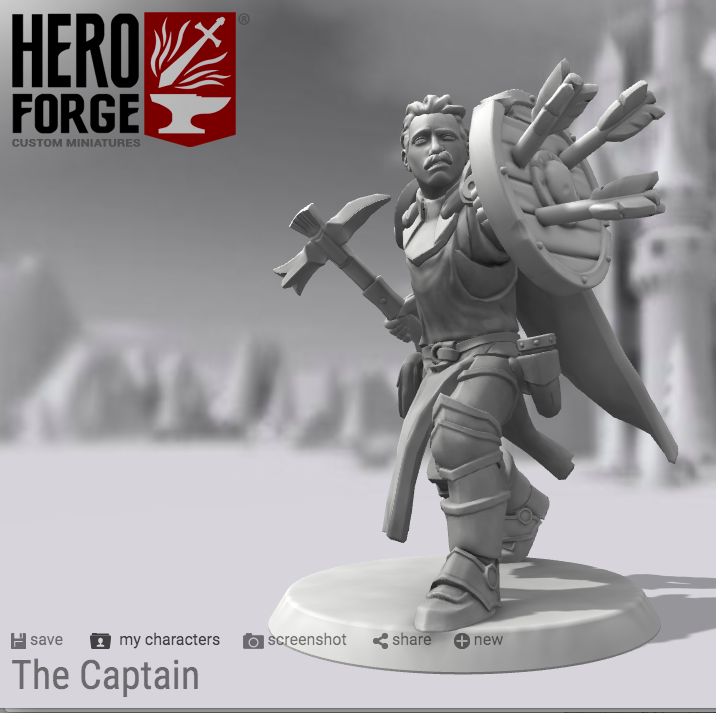 HERO
FORGE®
CUSTOM MINIATURES
save my characters screenshot share new
The Captain